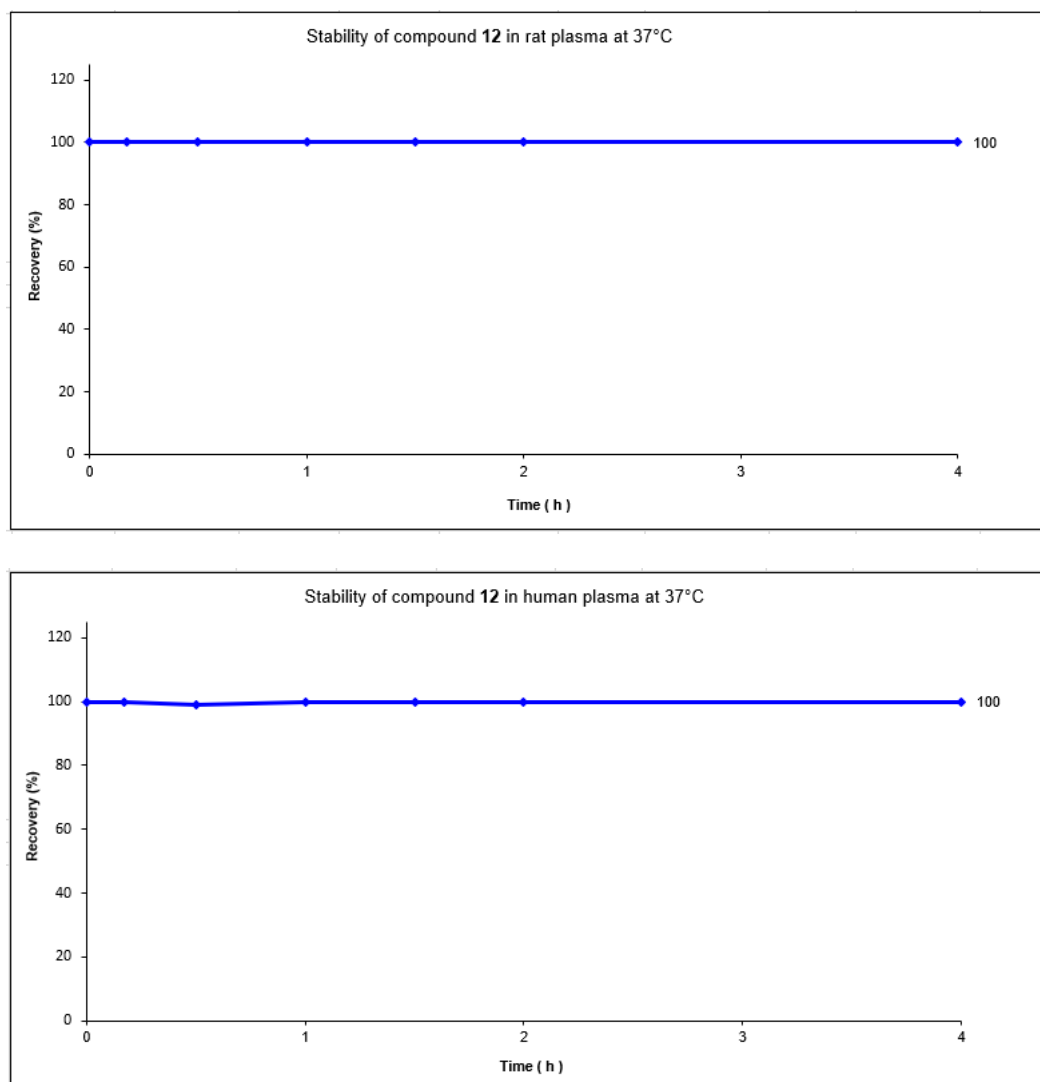 Stability of compound 12 in rat plasma at 37°C
120
100
80
60
40
20
0
Recovery (%)
100
0 1 2 3 4
Time ( h )
Stability of compound 12 in human plasma at 37°C
120
100
80
60
40
20
0
Recovery (%)
100
0 1 2 3 4
Time ( h )